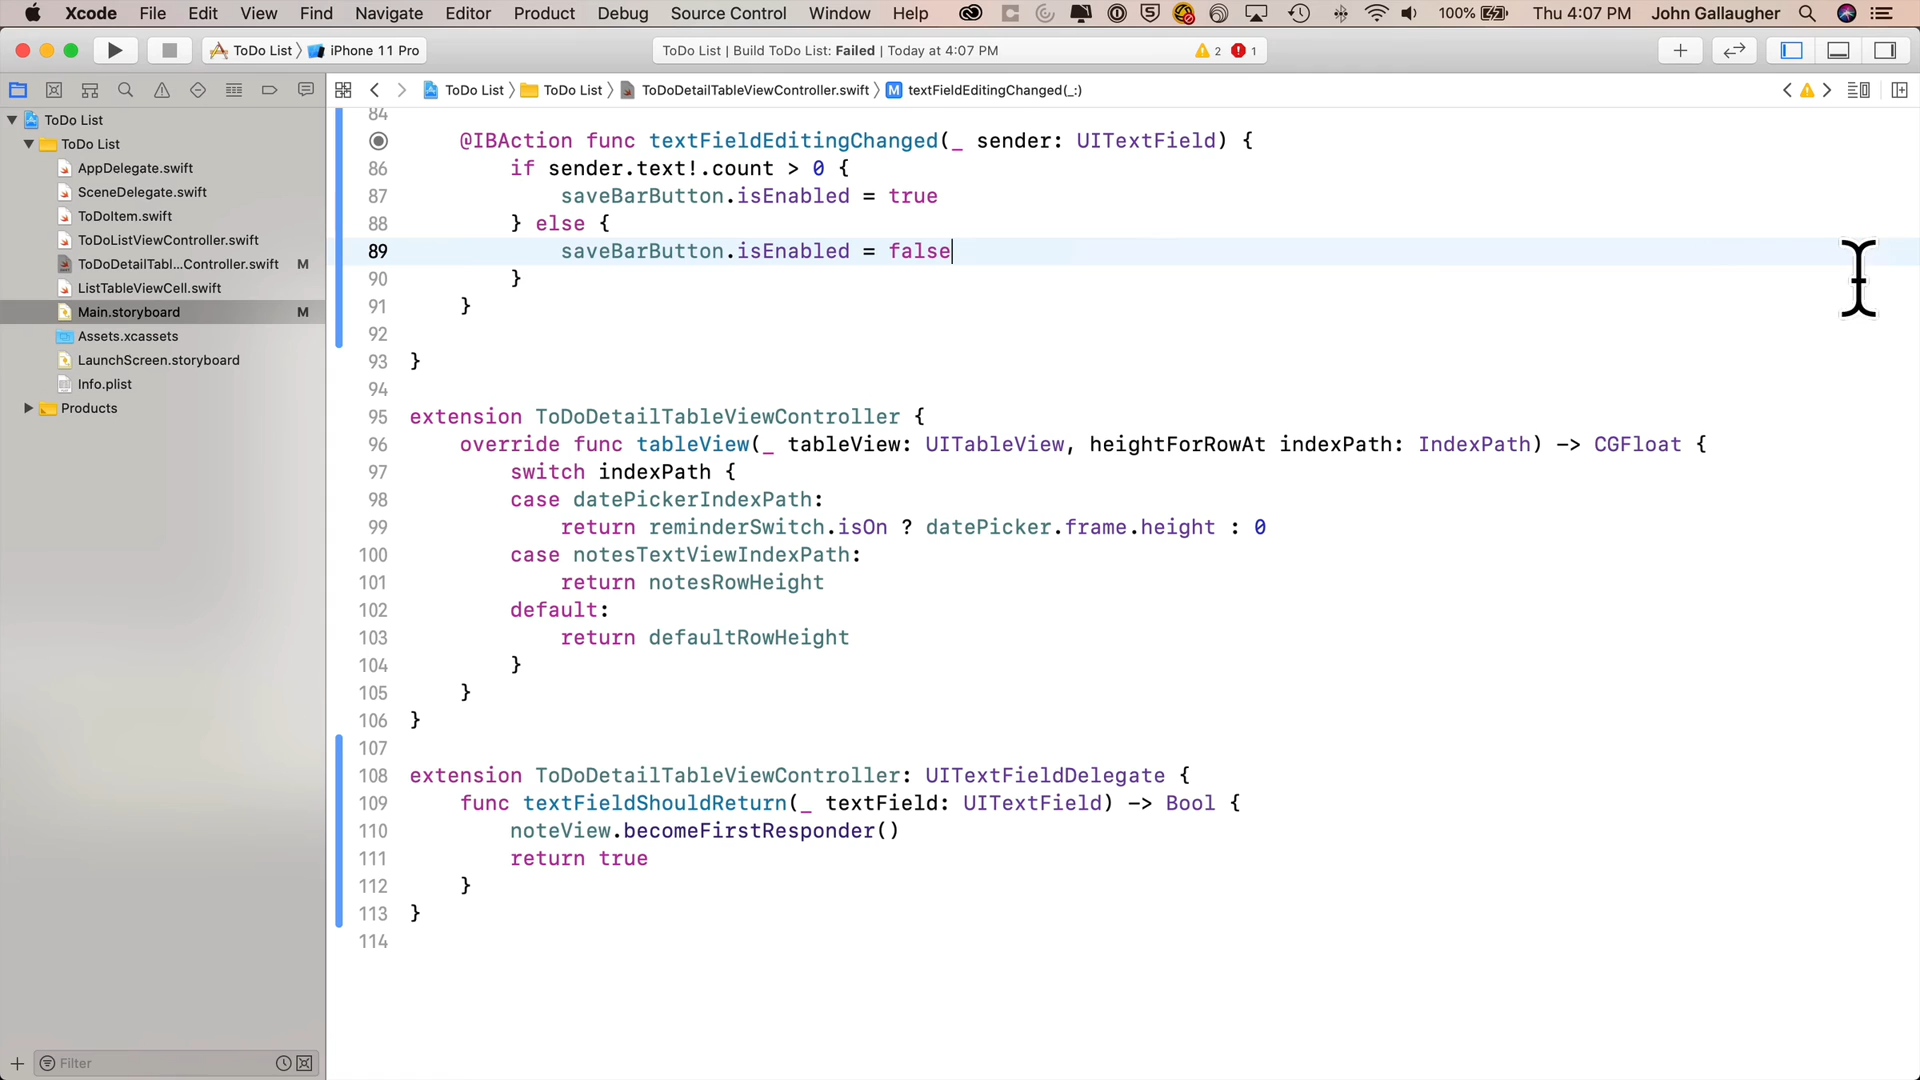 Xcode File Edit View Find Navigate Editor Product Debug Source Control Window Help 100% Thu 4:07 PM John Gallaugher
ToDo List iPhone 11 Pro
ToDo List | Build ToDo List: Failed | Today at 4:07 PM 2 1
ToDo List ToDo List ToDoDetailTableViewController.swift M textFieldEditingChanged(_:)
ToDo List
ToDo List
AppDelegate.swift
SceneDelegate.swift
ToDoItem.swift
ToDoListViewController.swift
ToDoDetailTabl...Controller.swift M
ListTableViewCell.swift
Main.storyboard M
Assets.xcassets
LaunchScreen.storyboard
Info.plist
Products
Filter
84
@IBAction func textFieldEditingChanged(_ sender: UITextField) {
86 if sender.text!.count > 0 {
87 saveBarButton.isEnabled = true
88 } else {
89 saveBarButton.isEnabled = false
90 }
91 }
92
93 }
94
95 extension ToDoDetailTableViewController {
96 override func tableView(_ tableView: UITableView, heightForRowAt indexPath: IndexPath) -> CGFloat {
97 switch indexPath {
98 case datePickerIndexPath:
99 return reminderSwitch.isOn ? datePicker.frame.height : 0
100 case notesTextViewIndexPath:
101 return notesRowHeight
102 default:
103 return defaultRowHeight
104 }
105 }
106 }
107
108 extension ToDoDetailTableViewController: UITextFieldDelegate {
109 func textFieldShouldReturn(_ textField: UITextField) -> Bool {
110 noteView.becomeFirstResponder()
111 return true
112 }
113 }
114